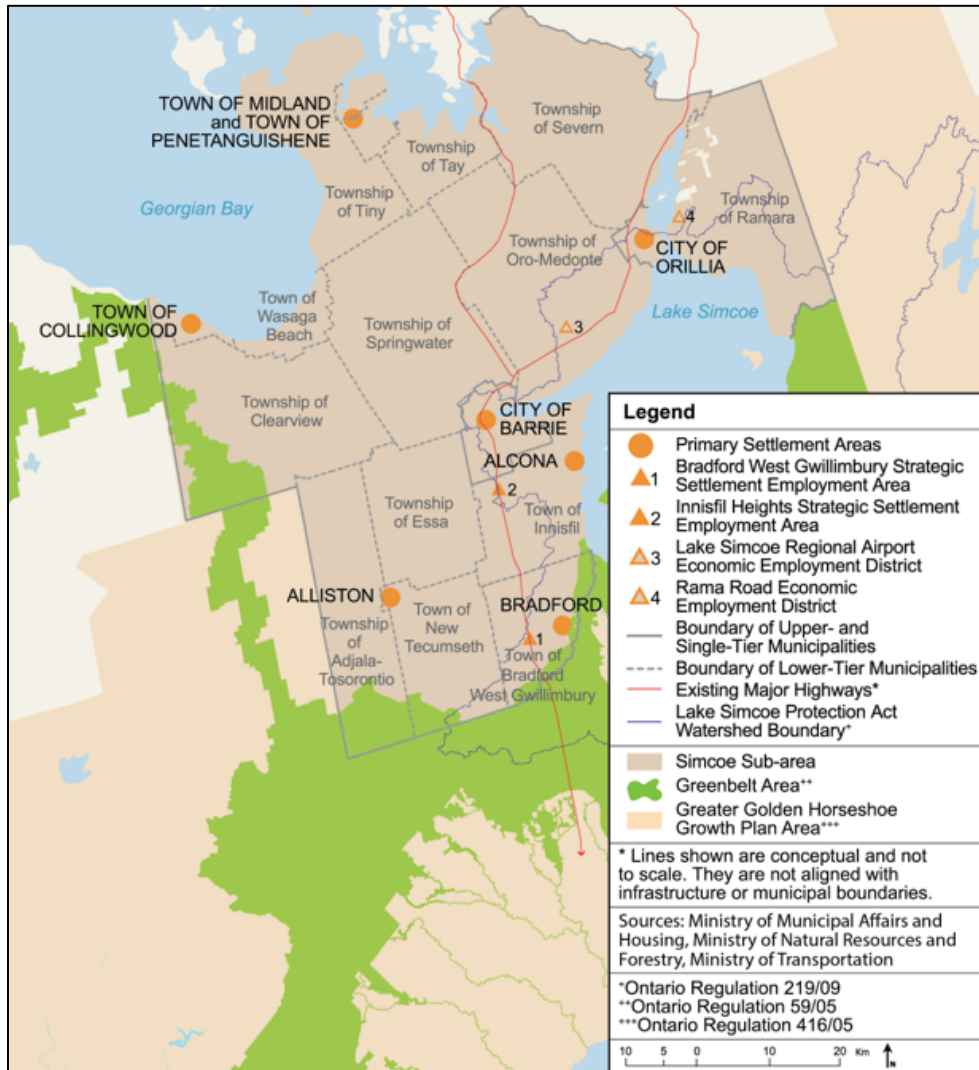 TOWN OF MIDLAND
and TOWN OF
PENETANGUISHENE
Township
of Severn
Township
of Tay
Township
of Tiny
Georgian Bay
Township
of Ramara
4
Township of
Oro-Medonte
CITY OF
ORILLIA
TOWN OF
COLLINGWOOD
Town of
Wasaga
Beach
Township of
Springwater
3
Lake Simcoe
Township of
Clearview
CITY OF
BARRIE
ALCONA
2
Township
of Essa
Town of
Innisfil
ALLISTON
Township
of
Adjala-
Tosorontio
Town of
New
Tecumseth
BRADFORD
1
Town of
Bradford
West Gwillimbury
Legend
Primary Settlement Areas
1 Bradford West Gwillimbury Strategic
Settlement Employment Area
2 Innisfil Heights Strategic Settlement
Employment Area
3 Lake Simcoe Regional Airport
Economic Employment District
4 Rama Road Economic
Employment District
Boundary of Upper- and
Single-Tier Municipalities
Boundary of Lower-Tier Municipalities
Existing Major Highways*
Lake Simcoe Protection Act
Watershed Boundary+
Simcoe Sub-area
Greenbelt Area++
Greater Golden Horseshoe
Growth Plan Area+++
* Lines shown are conceptual and not
to scale. They are not aligned with
infrastructure or municipal boundaries.
Sources: Ministry of Municipal Affairs and
Housing, Ministry of Natural Resources and
Forestry, Ministry of Transportation
+Ontario Regulation 219/09
++Ontario Regulation 59/05
+++Ontario Regulation 416/05
10 5 0 10 20 Km N